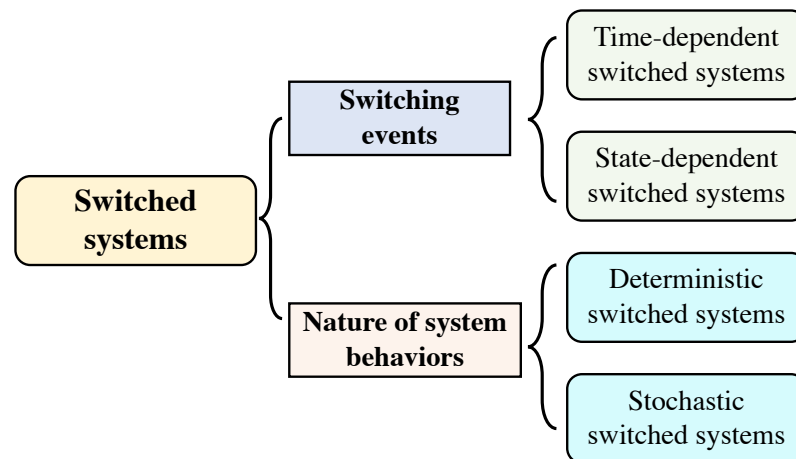 Switched
systems
Switching
events
Time-dependent
switched systems
State-dependent
switched systems
Nature of system
behaviors
Deterministic
switched systems
Stochastic
switched systems